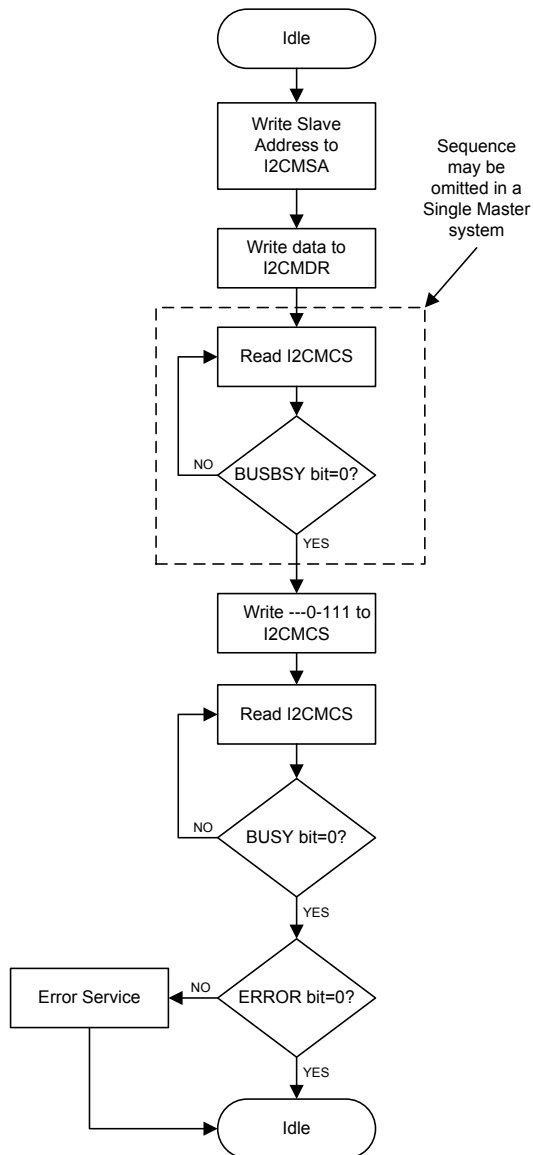 Idle
Write Slave
Address to
I2CMSA
Sequence
may be
omitted in a
Single Master
system
Write data to
I2CMDR
Read I2CMCS
NO
BUSBSY bit=0?
YES
Write ---0-111 to
I2CMCS
Read I2CMCS
NO
BUSY bit=0?
YES
Error Service
NO
ERROR bit=0?
YES
Idle